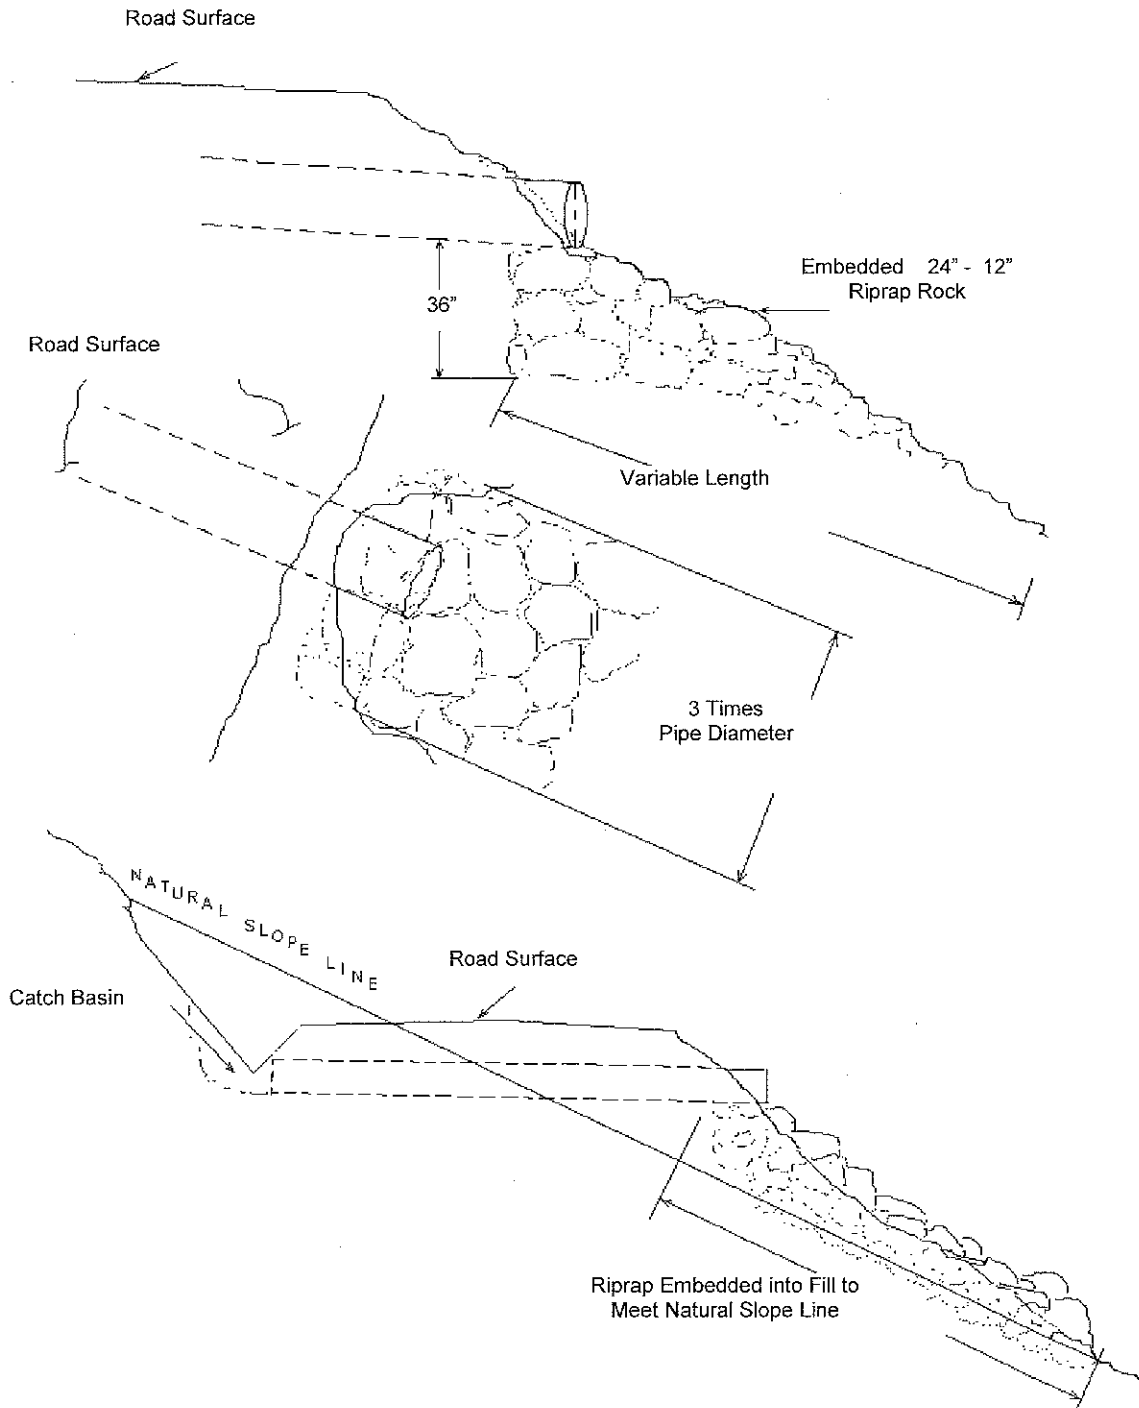 Road Surface
Embedded 24" - 12"
Riprap Rock
36"
Road Surface
Variable Length
3 Times
Pipe Diameter
NATURAL SLOPE LINE
Road Surface
Catch Basin
Riprap Embedded into Fill to
Meet Natural Slope Line